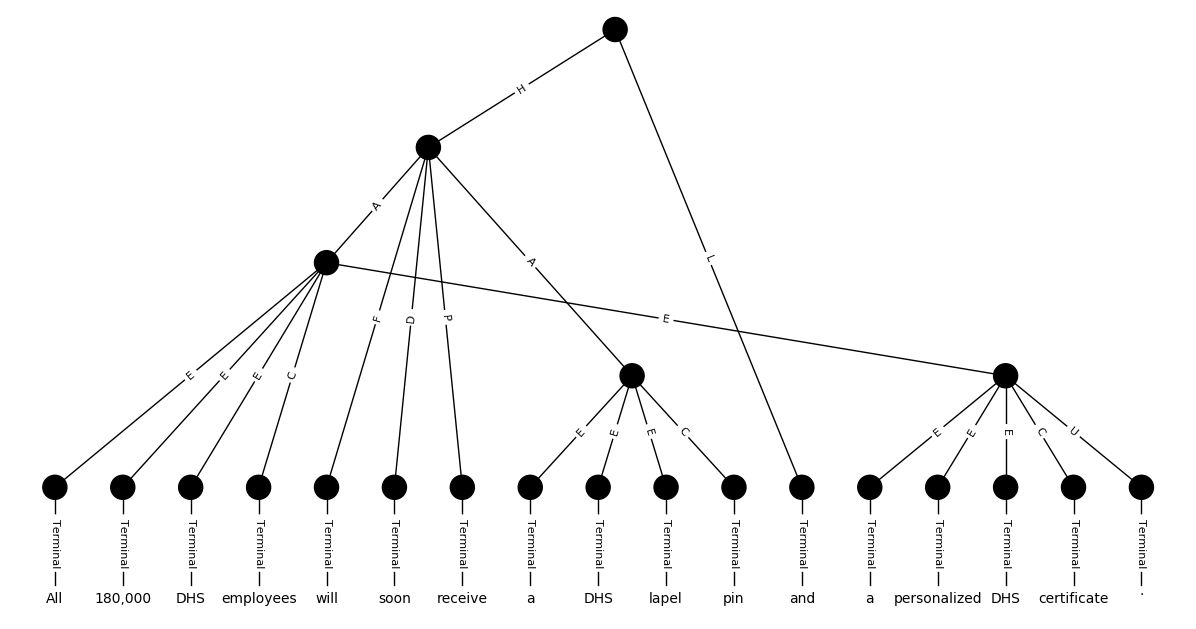 H
A
A
L
F
D
P
E
E
E
E
C
E
E
E
C
E
E
E
C
U
Terminal Terminal Terminal Terminal Terminal Terminal Terminal Terminal Terminal Terminal Terminal Terminal Terminal Terminal Terminal Terminal Terminal
All 180,000 DHS employees will soon receive a DHS lapel pin and a personalized DHS certificate .